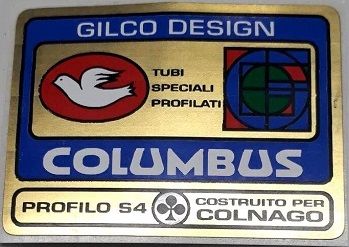 GILCO DESIGN
TUBI
SPECIALI
PROFILATI
COLUMBUS
PROFILO S4
COSTRUITO PER
COLNAGO